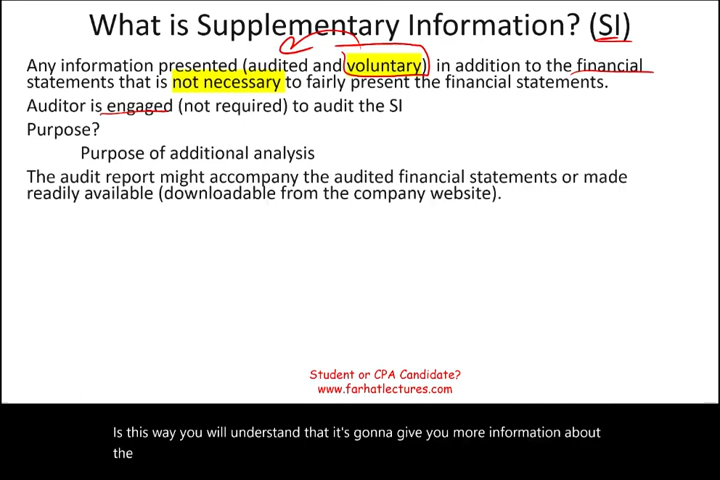 What is Supplementary Information? (SI)
Any information presented (audited and voluntary) in addition to the financial
statements that is not necessary to fairly present the financial statements.
Auditor is engaged (not required) to audit the SI
Purpose?
Purpose of additional analysis
The audit report might accompany the audited financial statements or made
readily available (downloadable from the company website).
Student or CPA Candidate?
www.farhatlectures.com
Is this way you will understand that it's gonna give you more information about
the